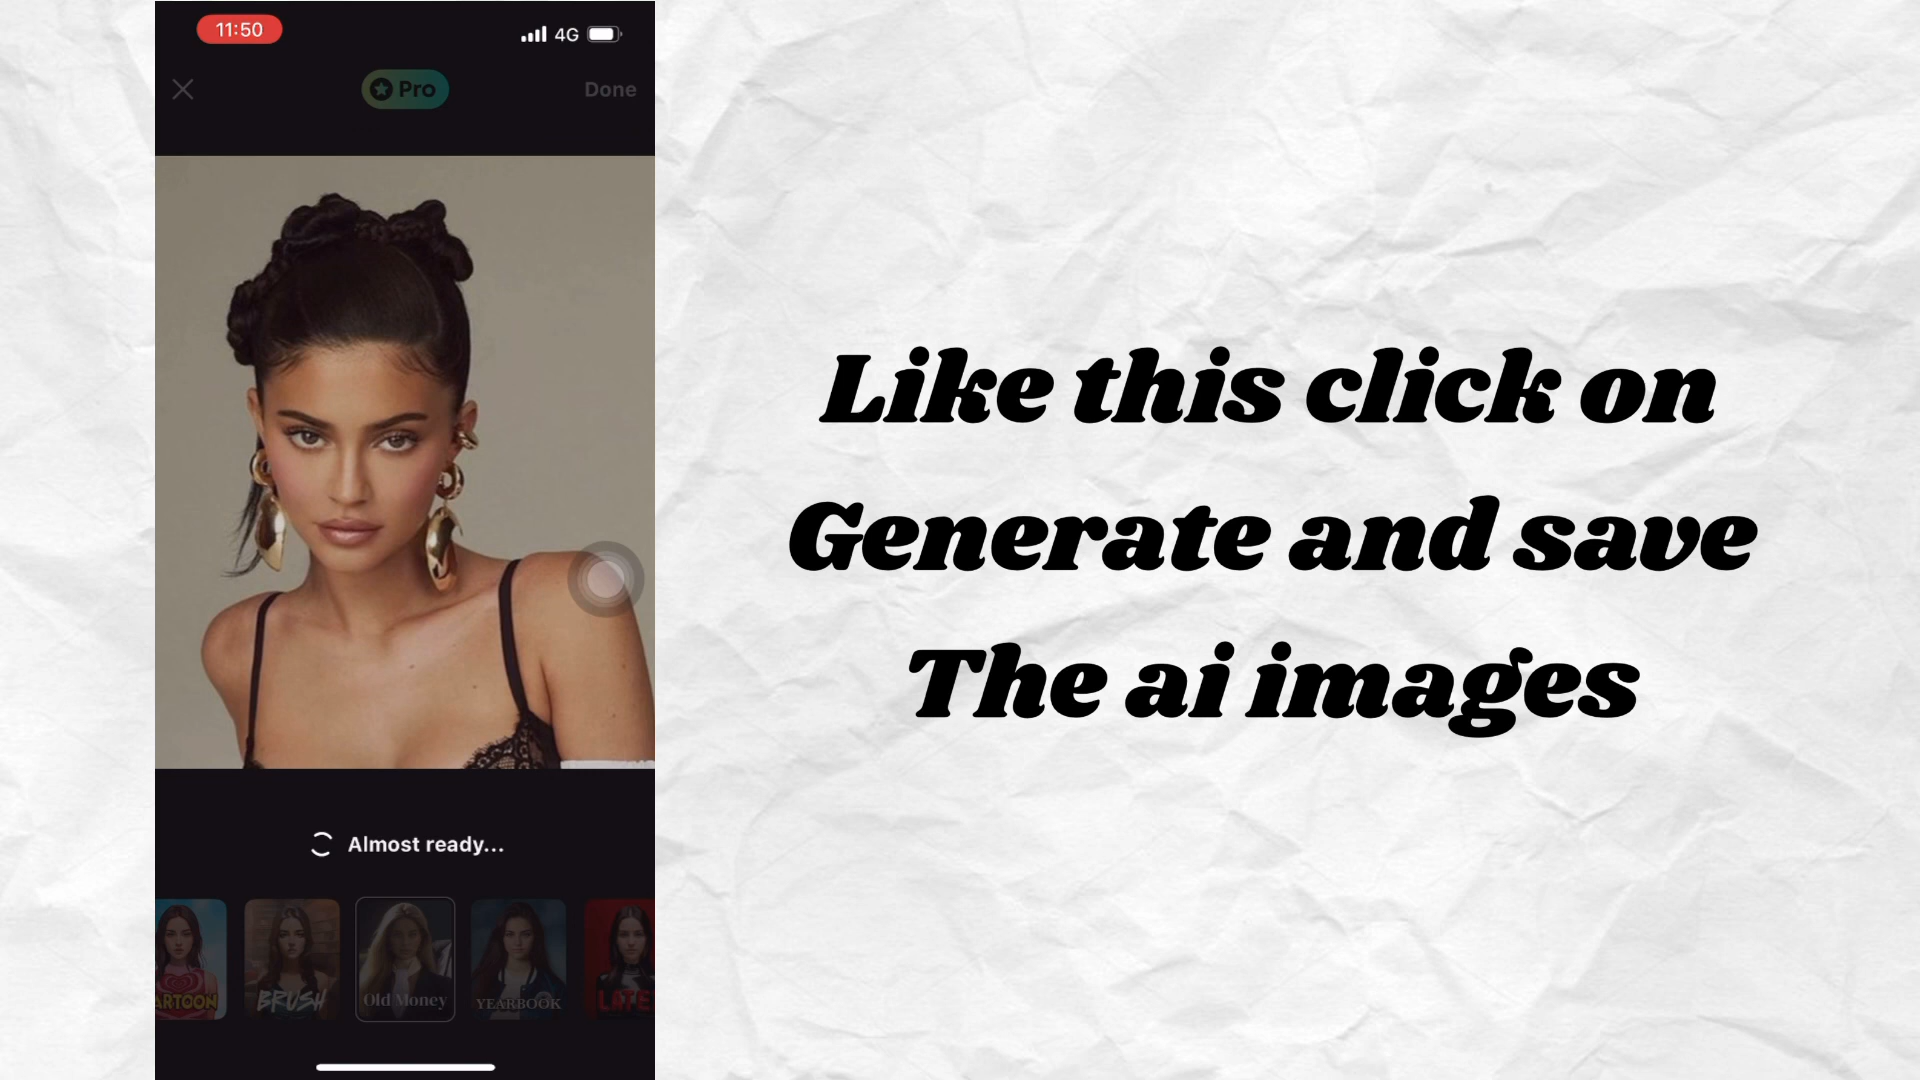 11:50
4G
Pro
Done
Like this click on
Generate and save
The ai images
Almost ready...
ARTOON
BRUSH
Old Money
YEARBOOK
LATE